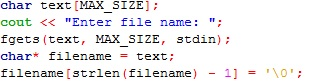 char text[MAX_SIZE];
cout << "Enter file name: ";
fgets(text, MAX_SIZE, stdin);
char* filename = text;
filename[strlen(filename) - 1] = '\0';